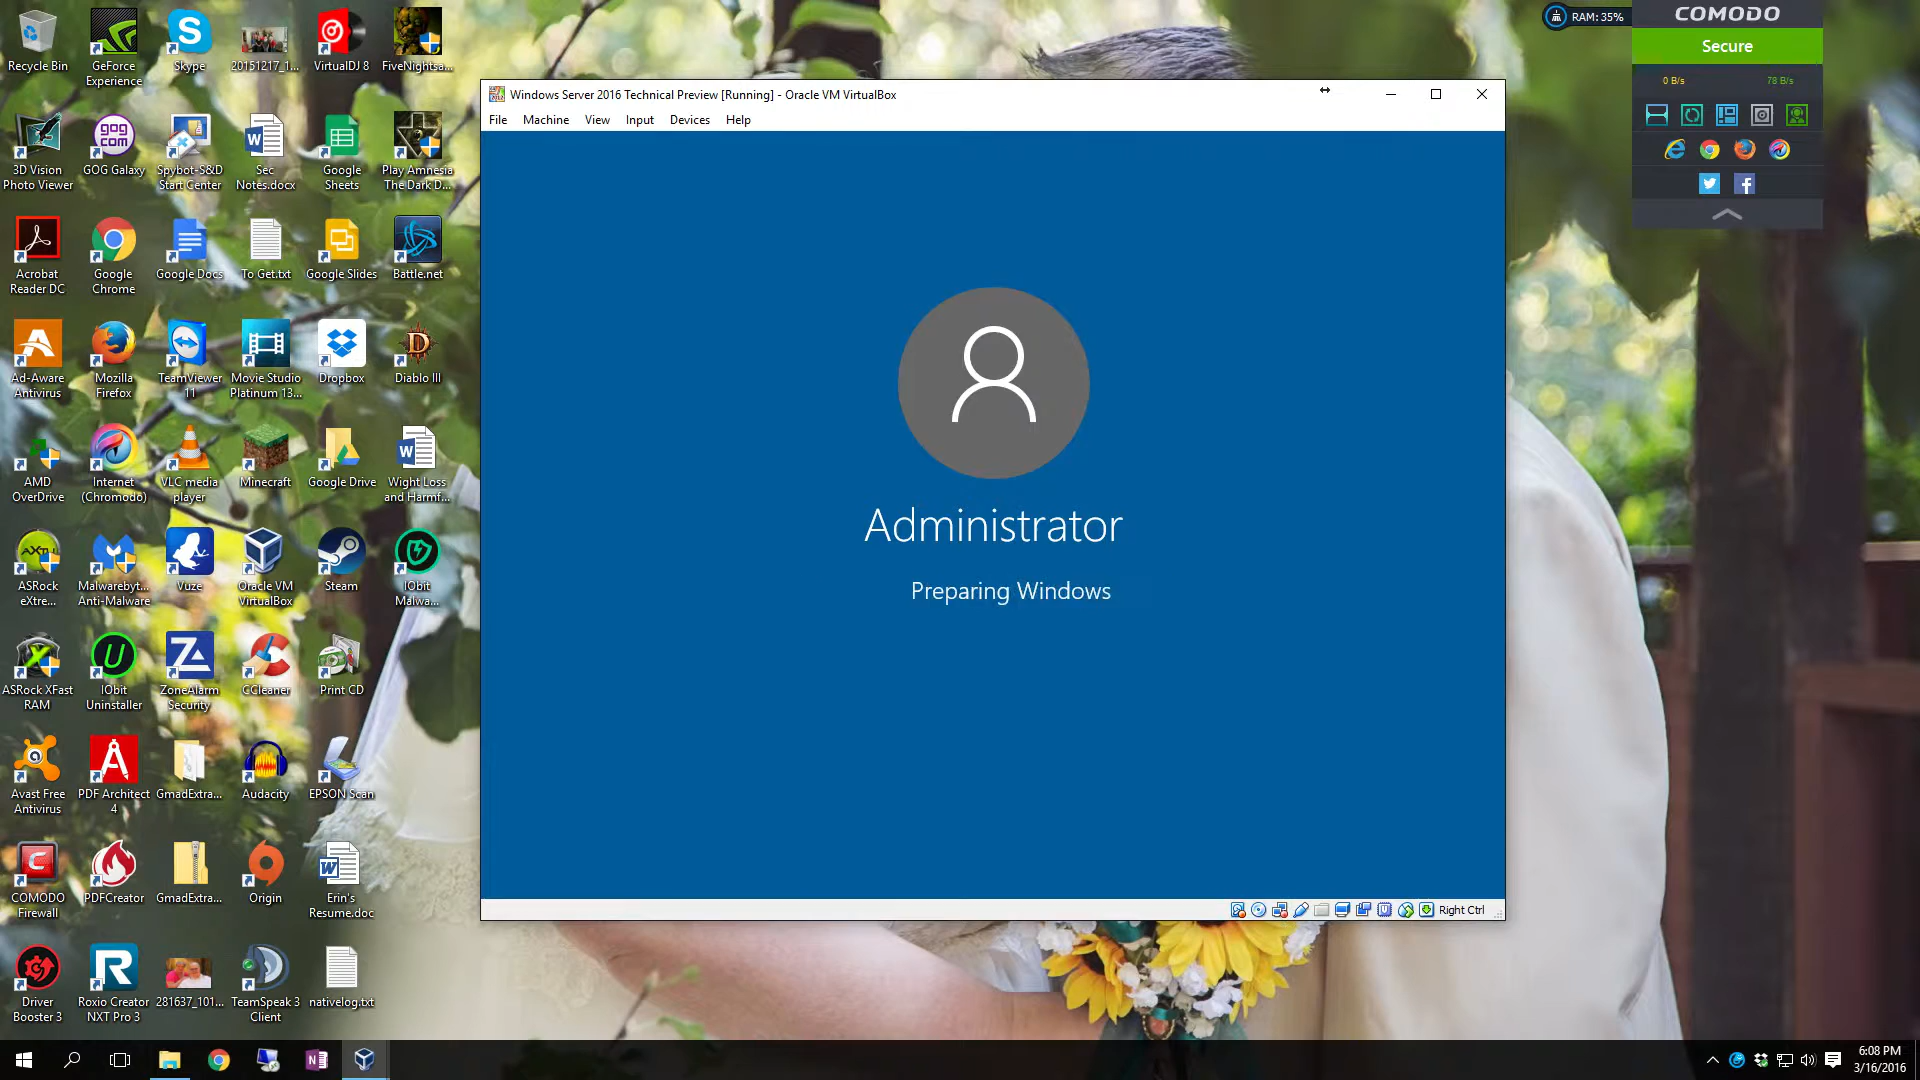 Recycle Bin
GeForce
Experience
Skype
20151217_1...
VirtualDJ 8
FiveNightsa...
3D Vision
Photo Viewer
gog
com
GOG Galaxy
Spybot-S&D
Start Center
Sec
Notes.docx
Google
Sheets
Play Amnesia
The Dark D...
Acrobat
Reader DC
Google
Chrome
Google Docs
To Get.txt
Google Slides
Battle.net
Ad-Aware
Antivirus
Mozilla
Firefox
TeamViewer
11
Movie Studio
Platinum 13...
Dropbox
Diablo III
AMD
OverDrive
Internet
(Chromodo)
VLC media
player
Minecraft
Google Drive
Wight Loss
and Harmf...
ASRock
eXtre...
Malwarebyt...
Anti-Malware
Vuze
Oracle VM
VirtualBox
Steam
IObit
Malwa...
ASRock XFast
RAM
IObit
Uninstaller
ZoneAlarm
Security
CCleaner
Print CD
Avast Free
Antivirus
PDF Architect
4
GmadExtra...
Audacity
EPSON Scan
COMODO
Firewall
PDFCreator
GmadExtra...
Origin
Erin's
Resume.doc
Driver
Booster 3
Roxio Creator
NXT Pro 3
281637_101...
TeamSpeak 3
Client
nativelog.txt
Windows Server 2016 Technical Preview [Running] - Oracle VM VirtualBox
File Machine View Input Devices Help
Administrator
Preparing Windows
Right Ctrl
RAM: 35%
COMODO
Secure
0 B/s 78 B/s
6:08 PM
3/16/2016